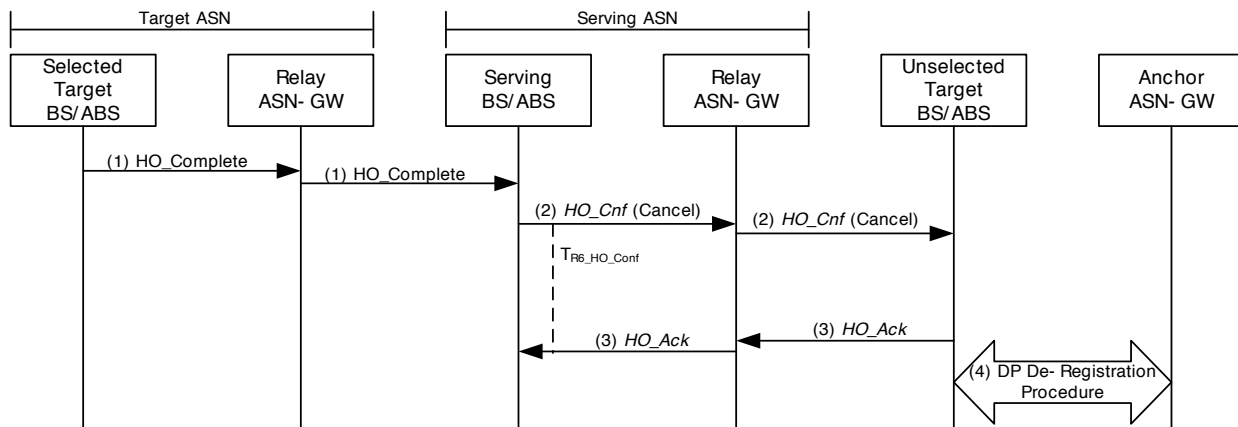 Target ASN
Serving ASN
Selected
Target
BS/ABS
Relay
ASN- GW
Serving
BS/ABS
Relay
ASN- GW
Unselected
Target
BS/ABS
Anchor
ASN- GW
(1) HO_Complete
(1) HO_Complete
(2) HO_Cnf (Cancel)
(2) HO_Cnf (Cancel)
TR6_HO_Conf
(3) HO_Ack
(3) HO_Ack
(4) DP De- Registration
Procedure